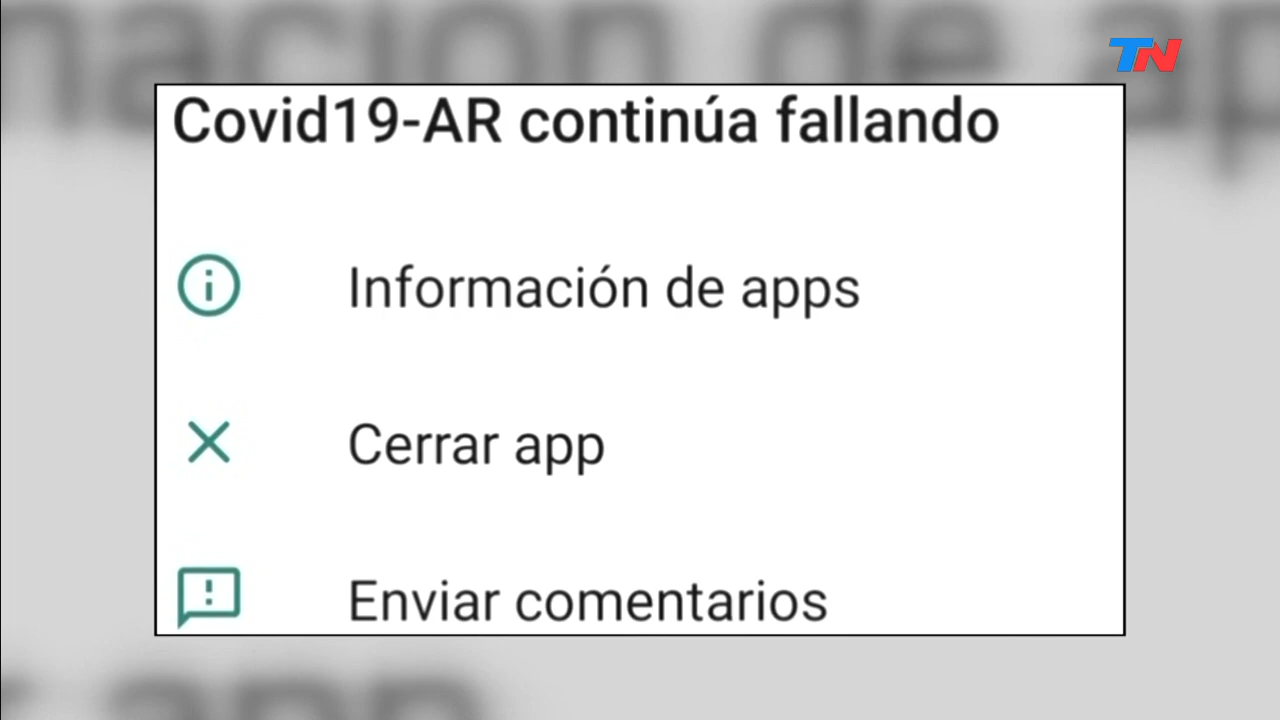 TN
Covid19-AR continúa fallando
Información de apps
Cerrar app
Enviar comentarios